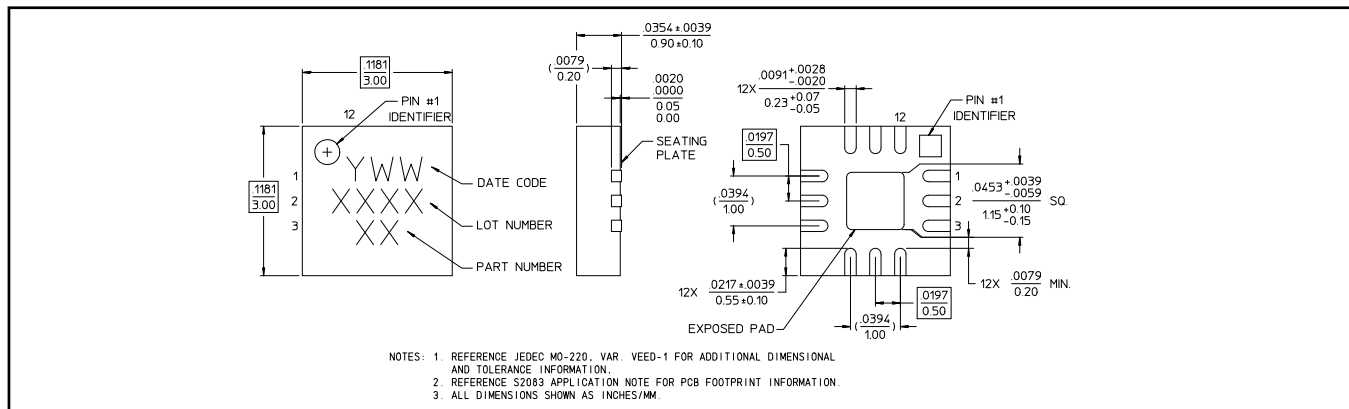 .1181
3.00
12
PIN #1
IDENTIFIER
.1181
3.00
1
2
3
YWW
XXXX
XX
DATE CODE
LOT NUMBER
PART NUMBER
.0354 ±.0039
0.90 ±0.10
(.0079
0.20)
.0020
.0000
0.05
0.00
SEATING
PLATE
12X .0091 +.0028 -.0020
0.23 +0.07 -0.05
12
PIN #1
IDENTIFIER
.0197
0.50
(.0394
1.00)
1
2
3
.0453 +.0039 -.0059
1.15 +0.10 -0.15
SQ.
12X .0217 ±.0039
0.55 ±0.10
12X .0079
0.20 MIN.
.0197
0.50
EXPOSED PAD
(.0394
1.00)
NOTES: 1. REFERENCE JEDEC MO-220, VAR. VEED-1 FOR ADDITIONAL DIMENSIONAL
AND TOLERANCE INFORMATION.
2. REFERENCE S2083 APPLICATION NOTE FOR PCB FOOTPRINT INFORMATION.
3. ALL DIMENSIONS SHOWN AS INCHES/MM.